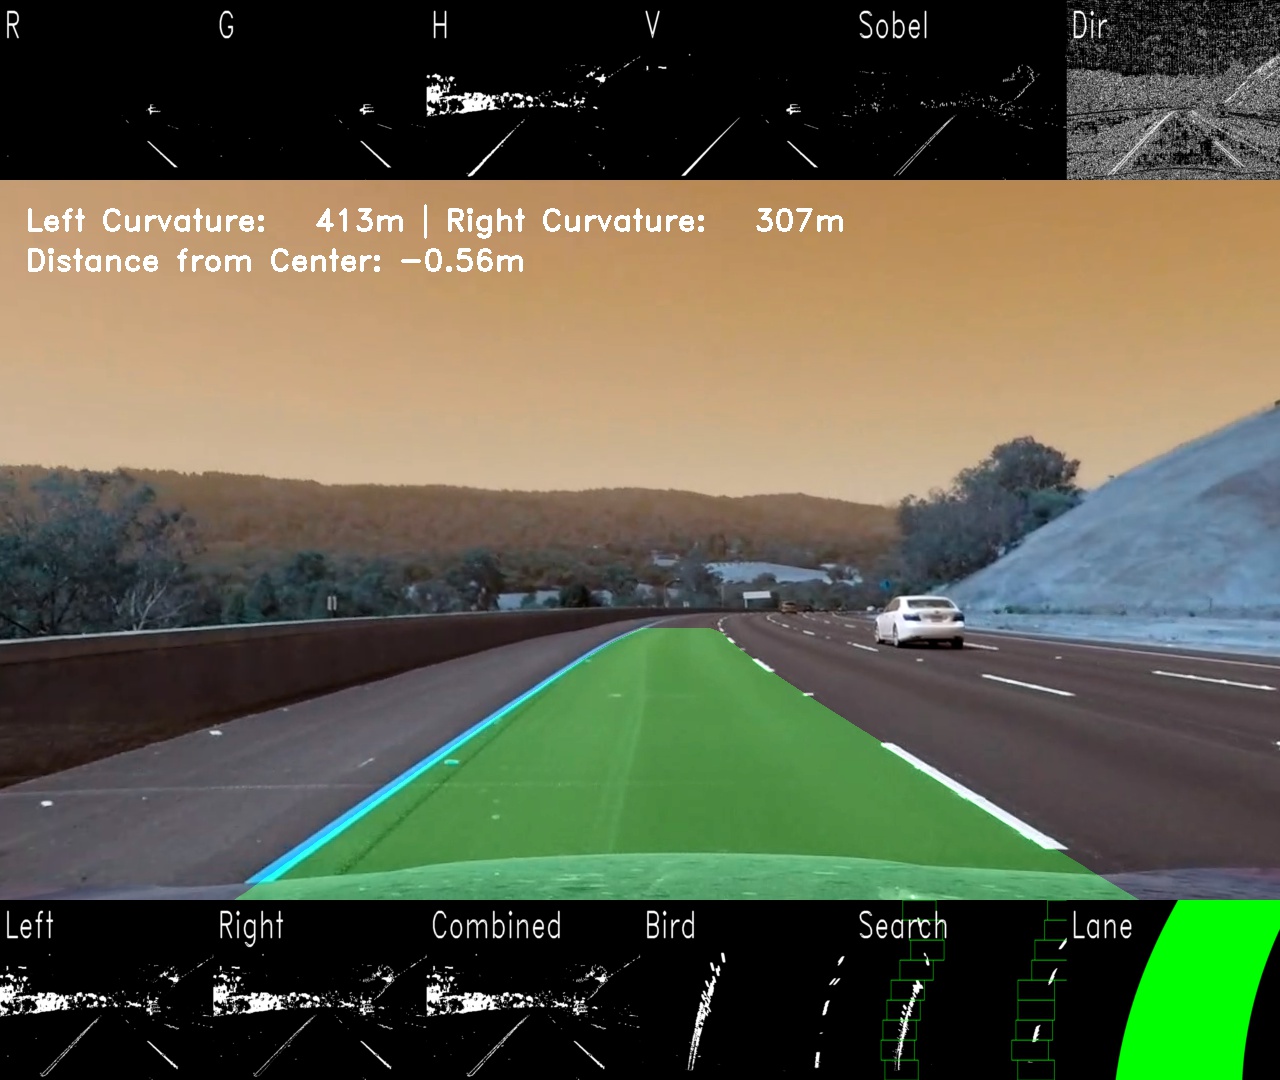 R G H V Sobel Dir
Left Curvature: 413m | Right Curvature: 307m
Distance from Center: -0.56m
Left Right Combined Bird Search Lane